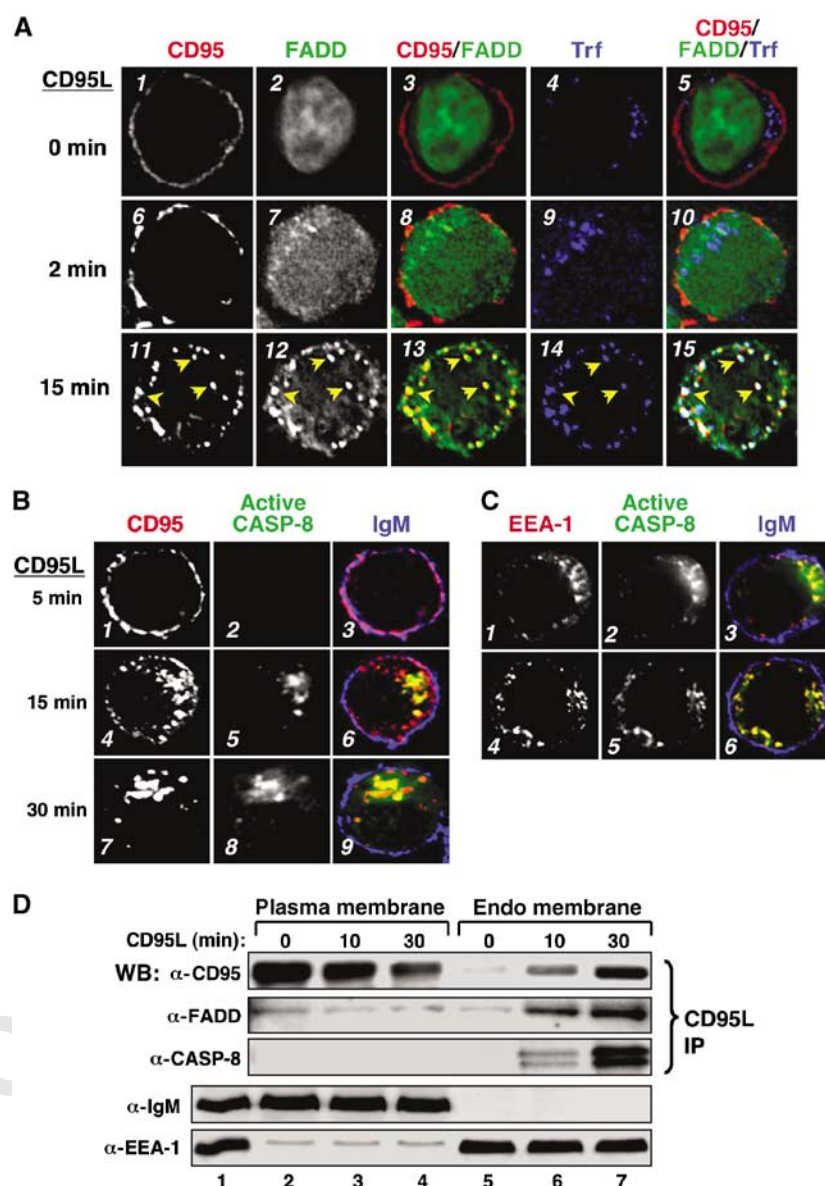 A
CD95 FADD CD95/FADD Trf CD95/FADD/Trf
CD95L
0 min
1 2 3 4 5
2 min
6 7 8 9 10
15 min
11 12 13 14 15
B
CD95 Active CASP-8 IgM
CD95L
5 min
1 2 3
15 min
4 5 6
30 min
7 8 9
C
EEA-1 Active CASP-8 IgM
1 2 3
4 5 6
D
Plasma membrane Endo membrane
CD95L (min): 0 10 30 0 10 30
WB: α-CD95
α-FADD
α-CASP-8
CD95L
IP
α-IgM
α-EEA-1
1 2 3 4 5 6 7